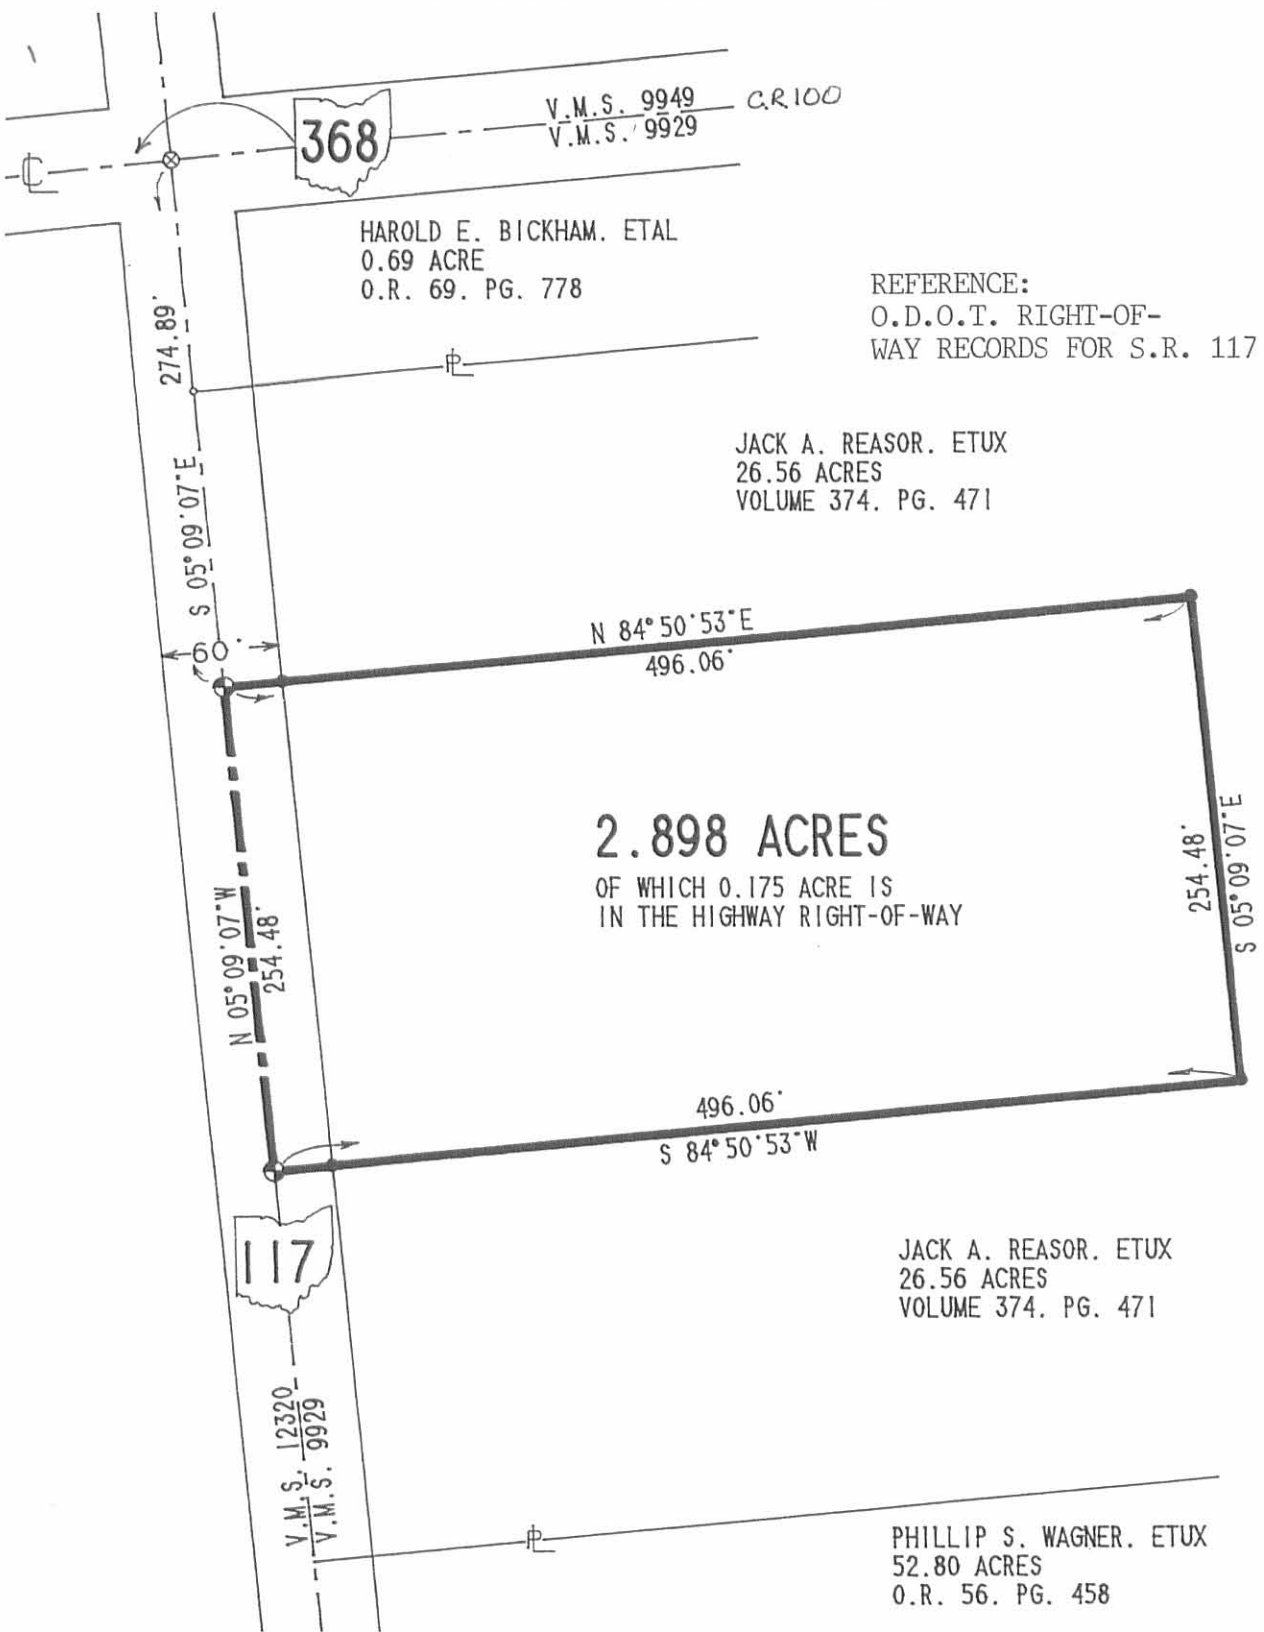 368
V.M.S. 9949
V.M.S. 9929
C.R. 100
CL
HAROLD E. BICKHAM. ETAL
0.69 ACRE
O.R. 69. PG. 778
REFERENCE:
O.D.O.T. RIGHT-OF-
WAY RECORDS FOR S.R. 117
274.89'
PL
JACK A. REASOR. ETUX
26.56 ACRES
VOLUME 374. PG. 471
S 05°09'07"E
60'
N 84°50'53"E
496.06'
2.898 ACRES
OF WHICH 0.175 ACRE IS
IN THE HIGHWAY RIGHT-OF-WAY
254.48'
S 05°09'07"E
N 05°09'07"W
254.48'
496.06'
S 84°50'53"W
117
JACK A. REASOR. ETUX
26.56 ACRES
VOLUME 374. PG. 471
V.M.S. 12320
V.M.S. 9929
PL
PHILLIP S. WAGNER. ETUX
52.80 ACRES
O.R. 56. PG. 458